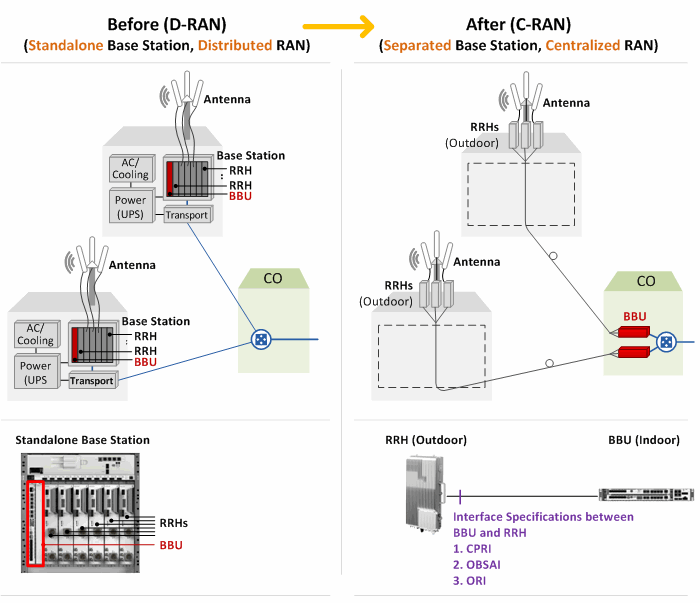 Before (D-RAN)
(Standalone Base Station, Distributed RAN)
After (C-RAN)
(Separated Base Station, Centralized RAN)
Antenna
Base Station
RRH
:
RRH
BBU
AC/
Cooling
Power
(UPS)
Transport
Antenna
Base Station
RRH
:
RRH
BBU
AC/
Cooling
Power
(UPS
Transport
CO
Antenna
RRHs
(Outdoor)
Antenna
RRHs
(Outdoor)
CO
BBU
Standalone Base Station
RRHs
BBU
RRH (Outdoor)
BBU (Indoor)
Interface Specifications between
BBU and RRH
1. CPRI
2. OBSAI
3. ORI